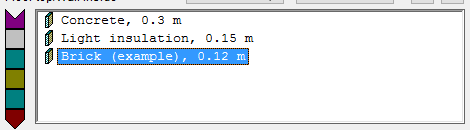 Concrete, 0.3 m
Light insulation, 0.15 m
Brick (example), 0.12 m